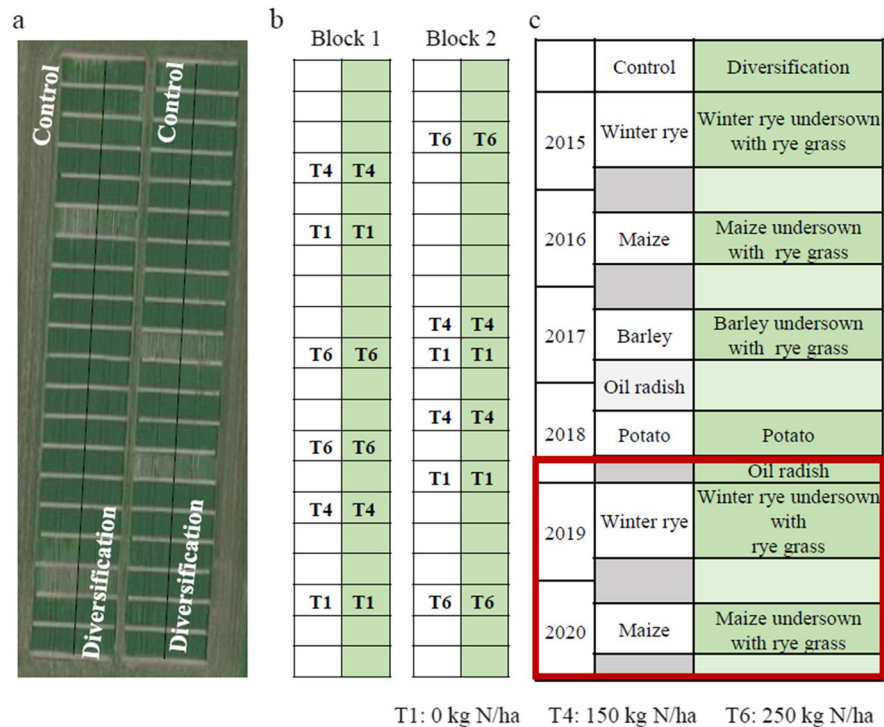 a
Control
Control
Diversification
Diversification
b
Block 1 Block 2
T6 T6
T4 T4
T1 T1
T4 T4
T6 T6 T1 T1
T4 T4
T6 T6
T1 T1
T4 T4
T1 T1 T6 T6
c
Control Diversification
2015 Winter rye Winter rye undersown
with rye grass
2016 Maize Maize undersown
with rye grass
2017 Barley Barley undersown
with rye grass
Oil radish
2018 Potato Potato
Oil radish
2019 Winter rye Winter rye undersown
with
rye grass
2020 Maize Maize undersown
with rye grass
T1: 0 kg N/ha T4: 150 kg N/ha T6: 250 kg N/ha